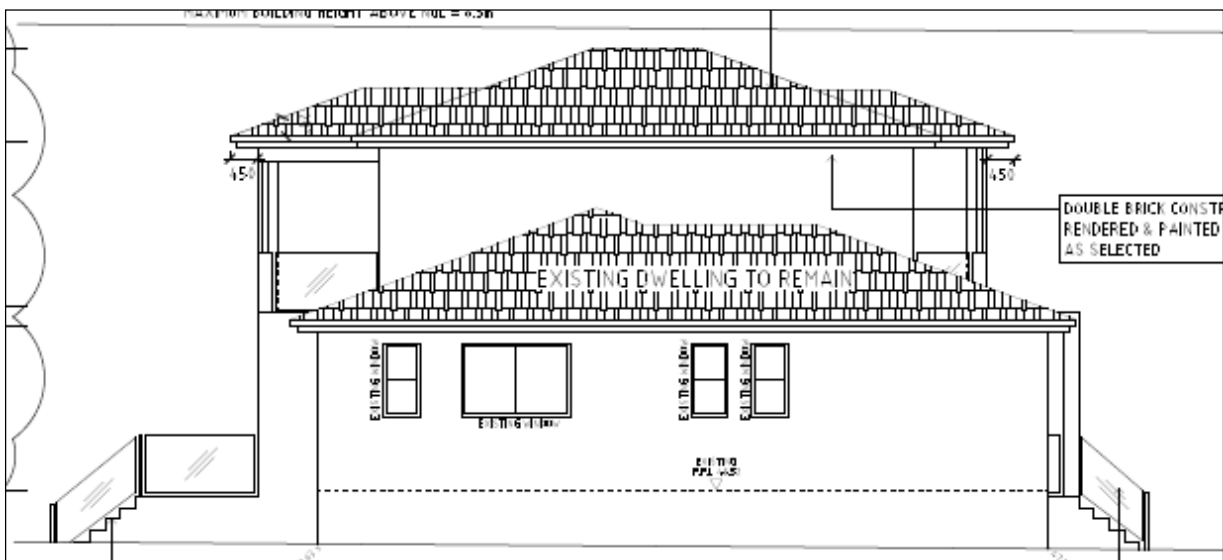 MAXIMUM BUILDING HEIGHT ABOVE NGL = 8.5m
450
450
DOUBLE BRICK CONSTR
RENDERED & PAINTED
AS SELECTED
EXISTING DWELLING TO REMAIN
EXISTING WINDOW
EXISTING WINDOW
EXISTING WINDOW
EXISTING WINDOW
EXISTING